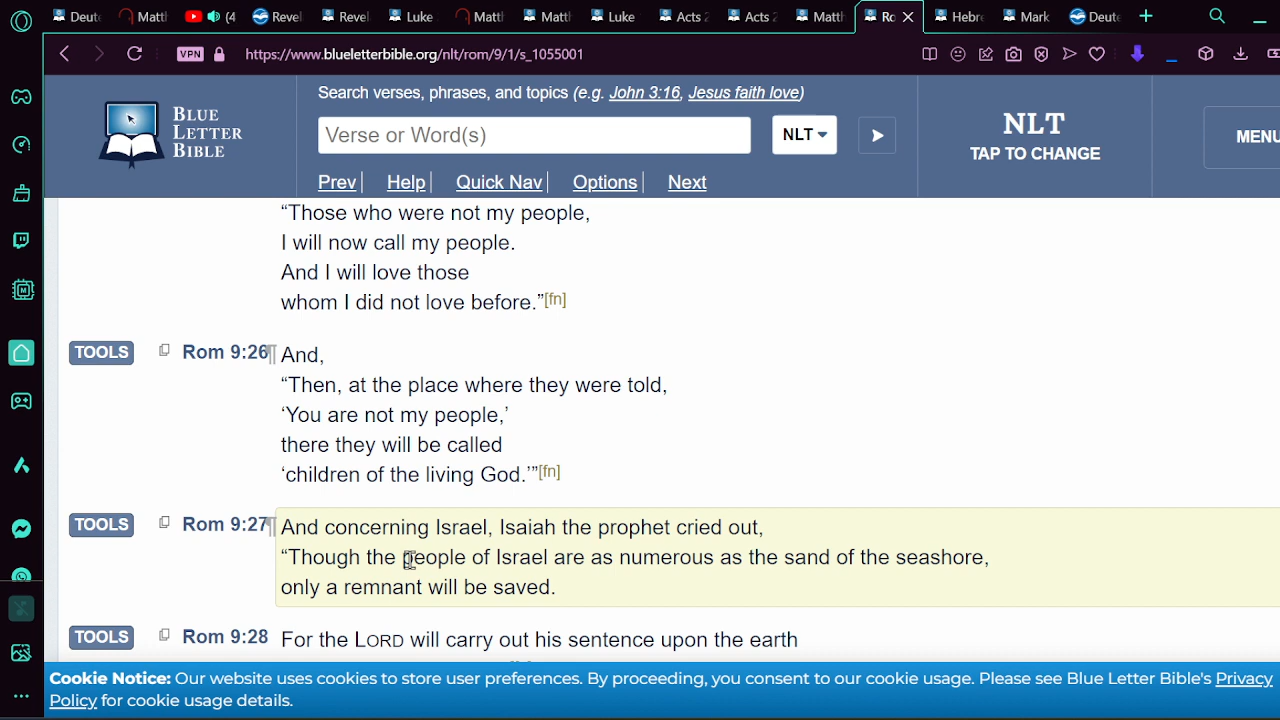 Deute
Matth
(4
Revel
Revel
Luke
Matth
Matth
Luke
Acts 2
Acts 2
Matth
Ro
Hebre
Mark
Deute
VPN
https://www.blueletterbible.org/nlt/rom/9/1/s_1055001
BLUE
LETTER
BIBLE
Search verses, phrases, and topics (e.g. John 3:16, Jesus faith love)
Verse or Word(s)
NLT
Prev
Help
Quick Nav
Options
Next
NLT
TAP TO CHANGE
MENU
“Those who were not my people,
I will now call my people.
And I will love those
whom I did not love before.”[fn]
TOOLS
Rom 9:26
¶ And,
“Then, at the place where they were told,
‘You are not my people,’
there they will be called
‘children of the living God.’”[fn]
TOOLS
Rom 9:27
¶ And concerning Israel, Isaiah the prophet cried out,
“Though the people of Israel are as numerous as the sand of the seashore,
only a remnant will be saved.
TOOLS
Rom 9:28
For the LORD will carry out his sentence upon the earth
Cookie Notice: Our website uses cookies to store user preferences. By proceeding, you consent to our cookie usage. Please see Blue Letter Bible's Privacy
Policy for cookie usage details.